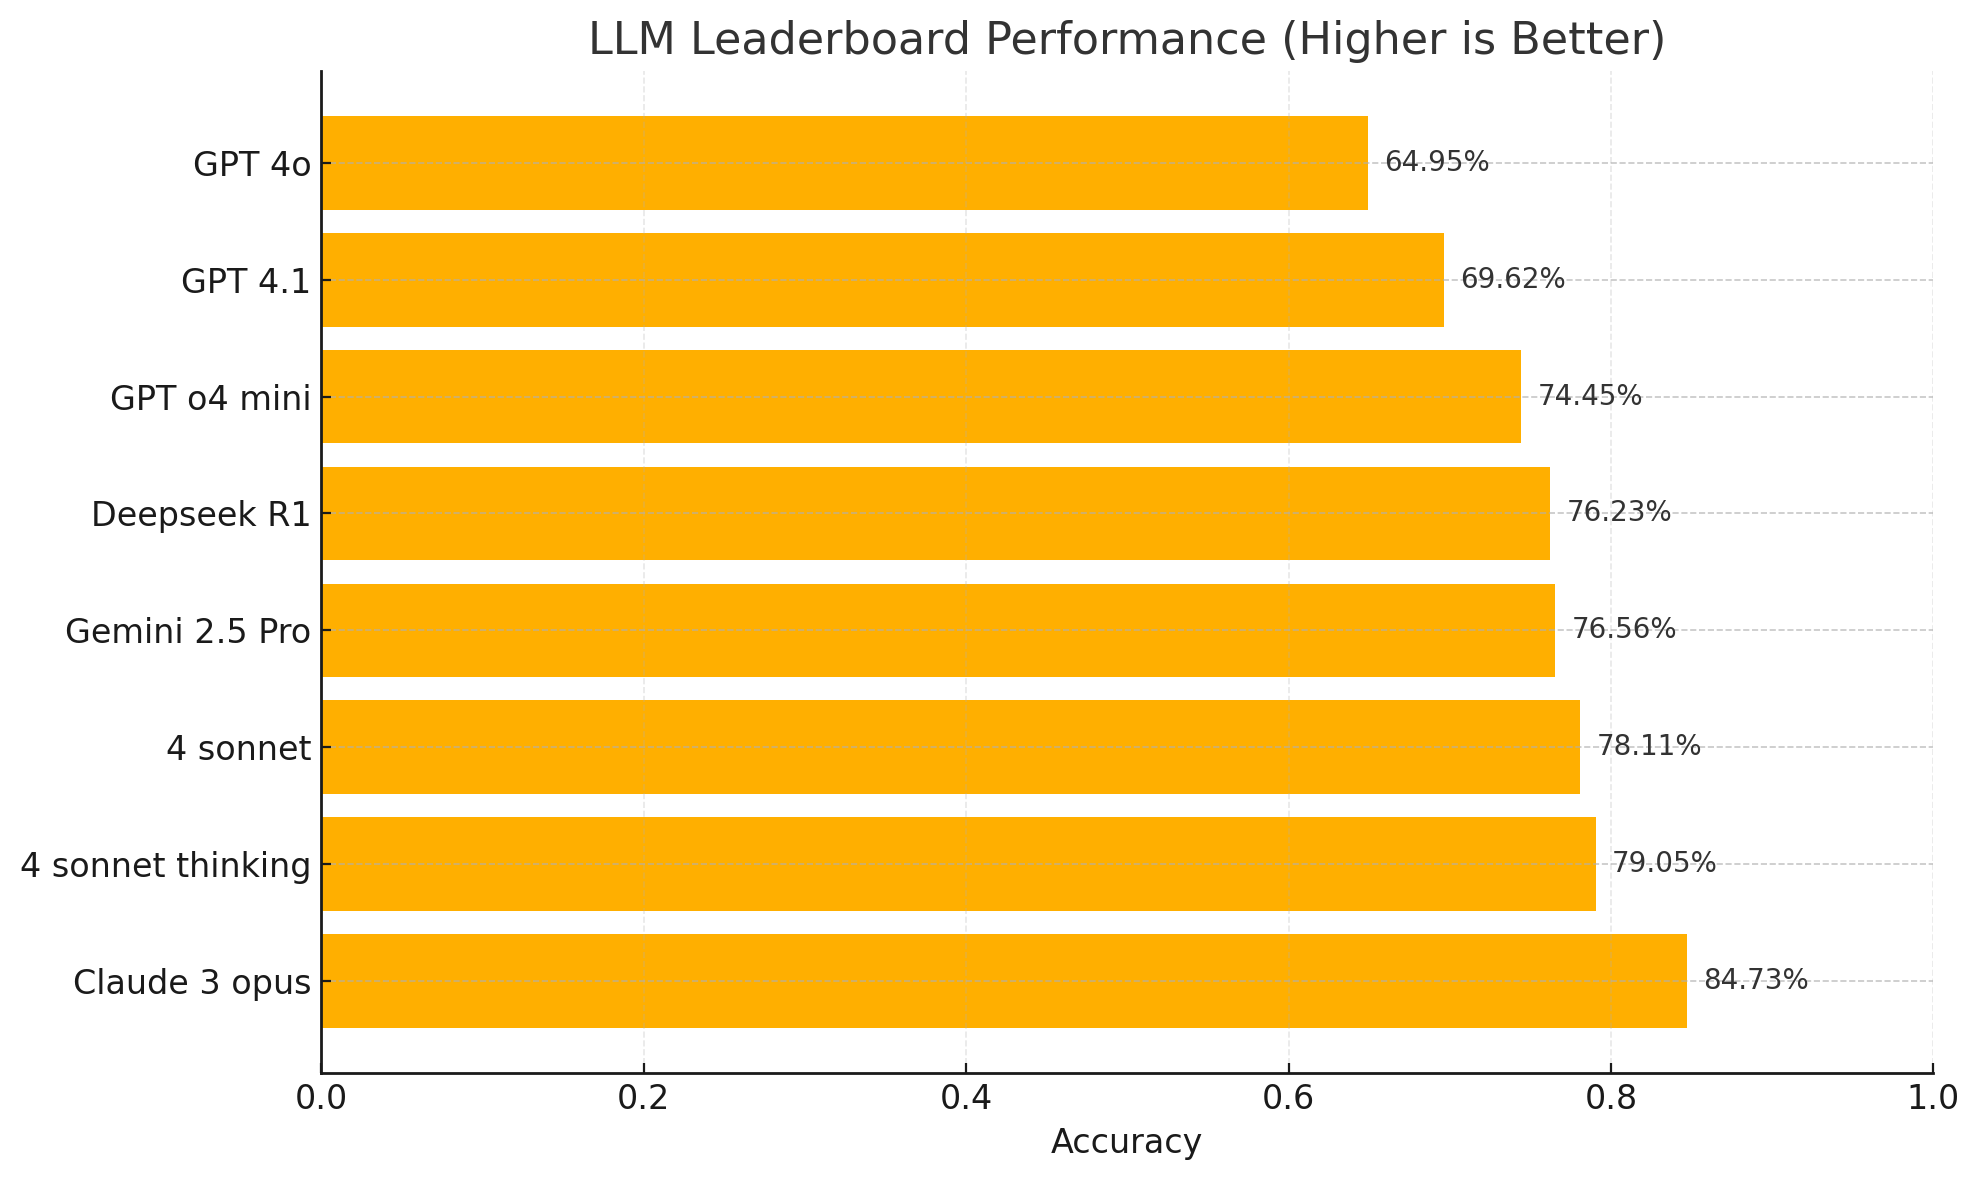 LLM Leaderboard Performance (Higher is Better)
GPT 4o 64.95%
GPT 4.1 69.62%
GPT o4 mini 74.45%
Deepseek R1 76.23%
Gemini 2.5 Pro 76.56%
4 sonnet 78.11%
4 sonnet thinking 79.05%
Claude 3 opus 84.73%
0.0 0.2 0.4 0.6 0.8 1.0
Accuracy